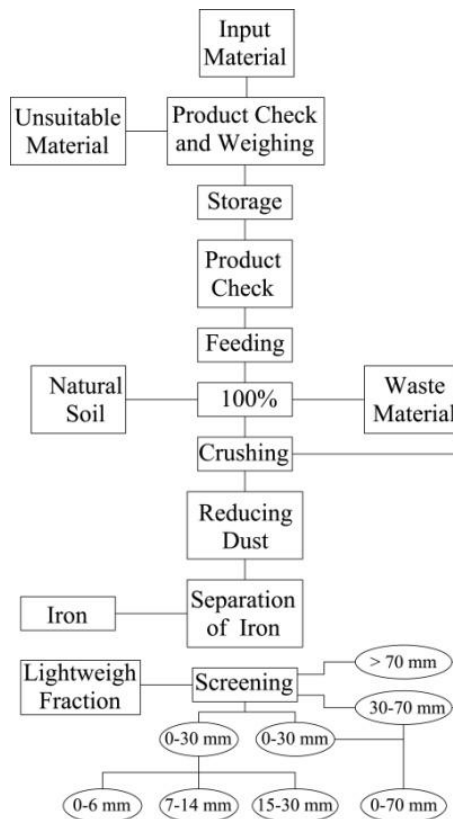 Input
Material
Unsuitable
Material
Product Check
and Weighing
Storage
Product
Check
Feeding
Natural
Soil
100%
Waste
Material
Crushing
Reducing
Dust
Iron
Separation
of Iron
Lightweigh
Fraction
Screening
> 70 mm
30-70 mm
0-30 mm
0-30 mm
0-6 mm
7-14 mm
15-30 mm
0-70 mm